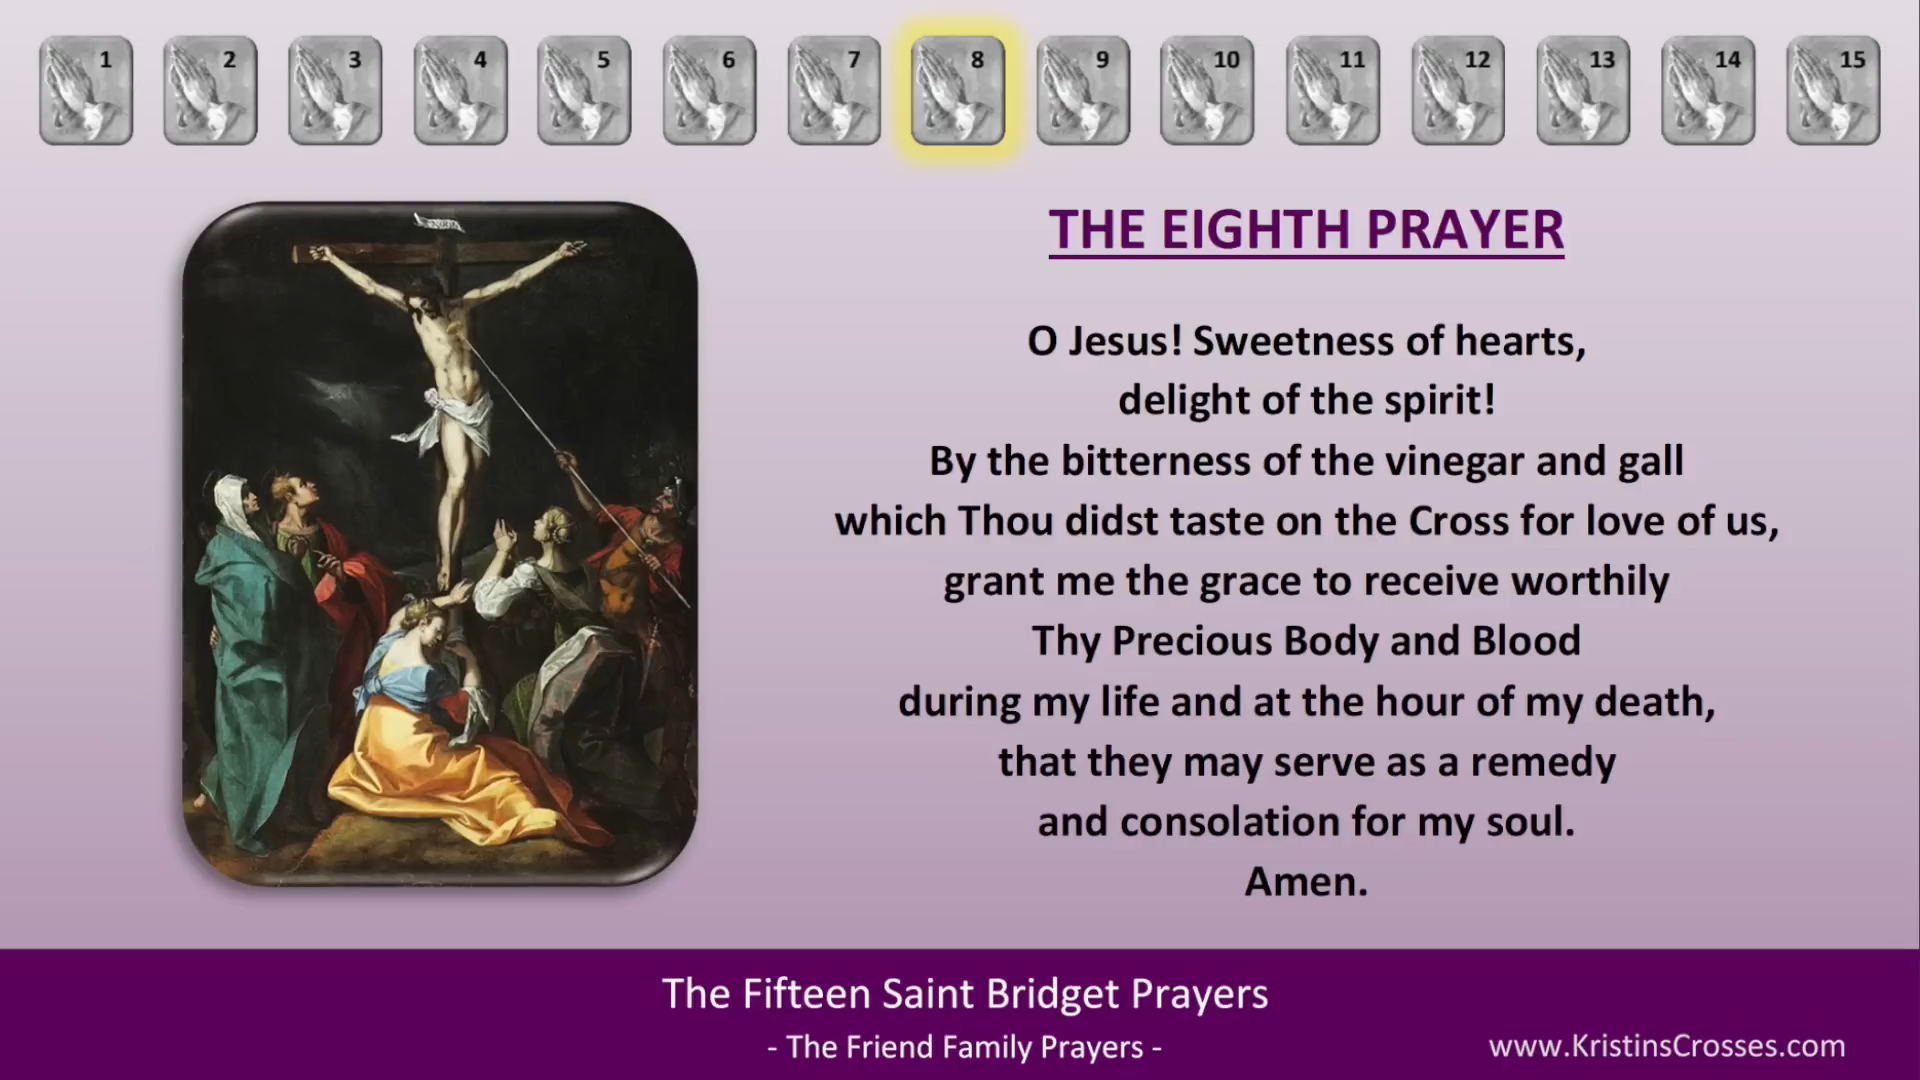 1 2 3 4 5 6 7 8 9 10 11 12 13 14 15
THE EIGHTH PRAYER
O Jesus! Sweetness of hearts,
delight of the spirit!
By the bitterness of the vinegar and gall
which Thou didst taste on the Cross for love of us,
grant me the grace to receive worthily
Thy Precious Body and Blood
during my life and at the hour of my death,
that they may serve as a remedy
and consolation for my soul.
Amen.
The Fifteen Saint Bridget Prayers
- The Friend Family Prayers -
www.KristinsCrosses.com